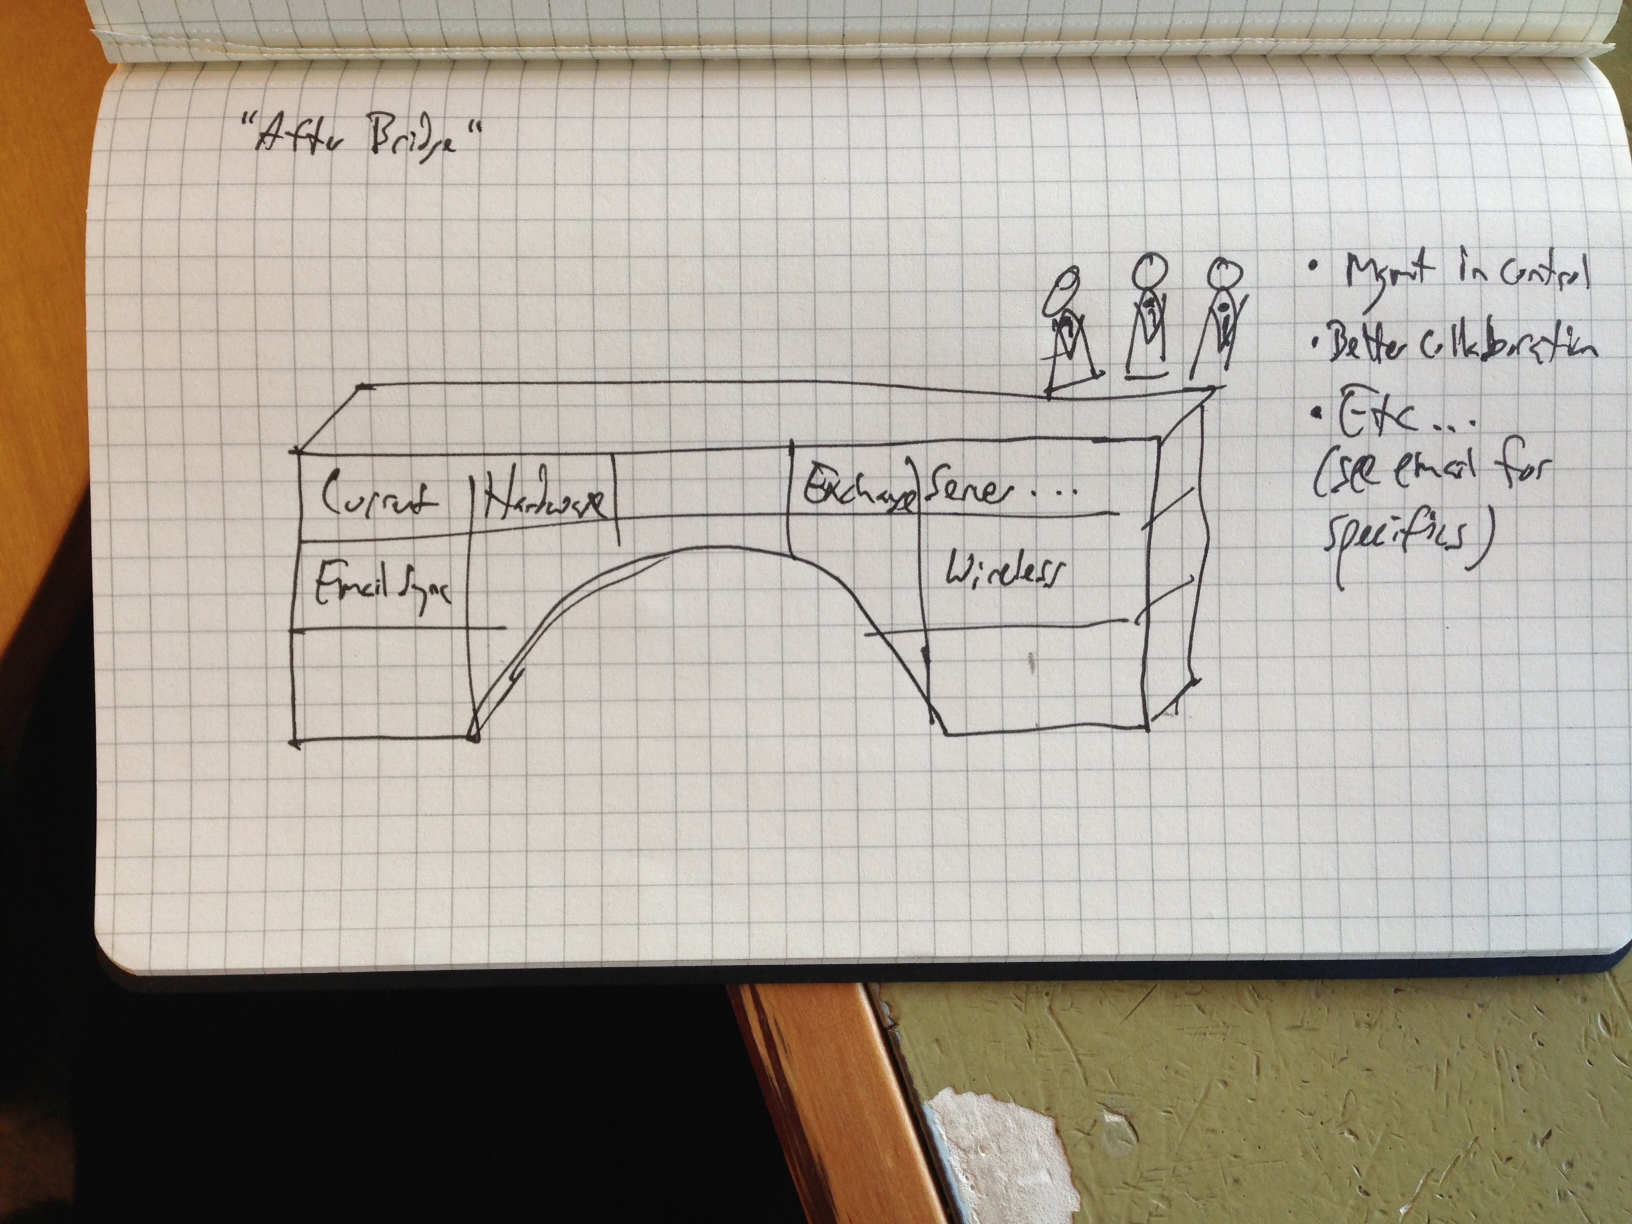 "After Bridge"
Current Hardware
Exchange Server...
Email Sync
Wireless
• Mgmt in Control
• Better Collaboration
• Etc...
(see email for
specifics)